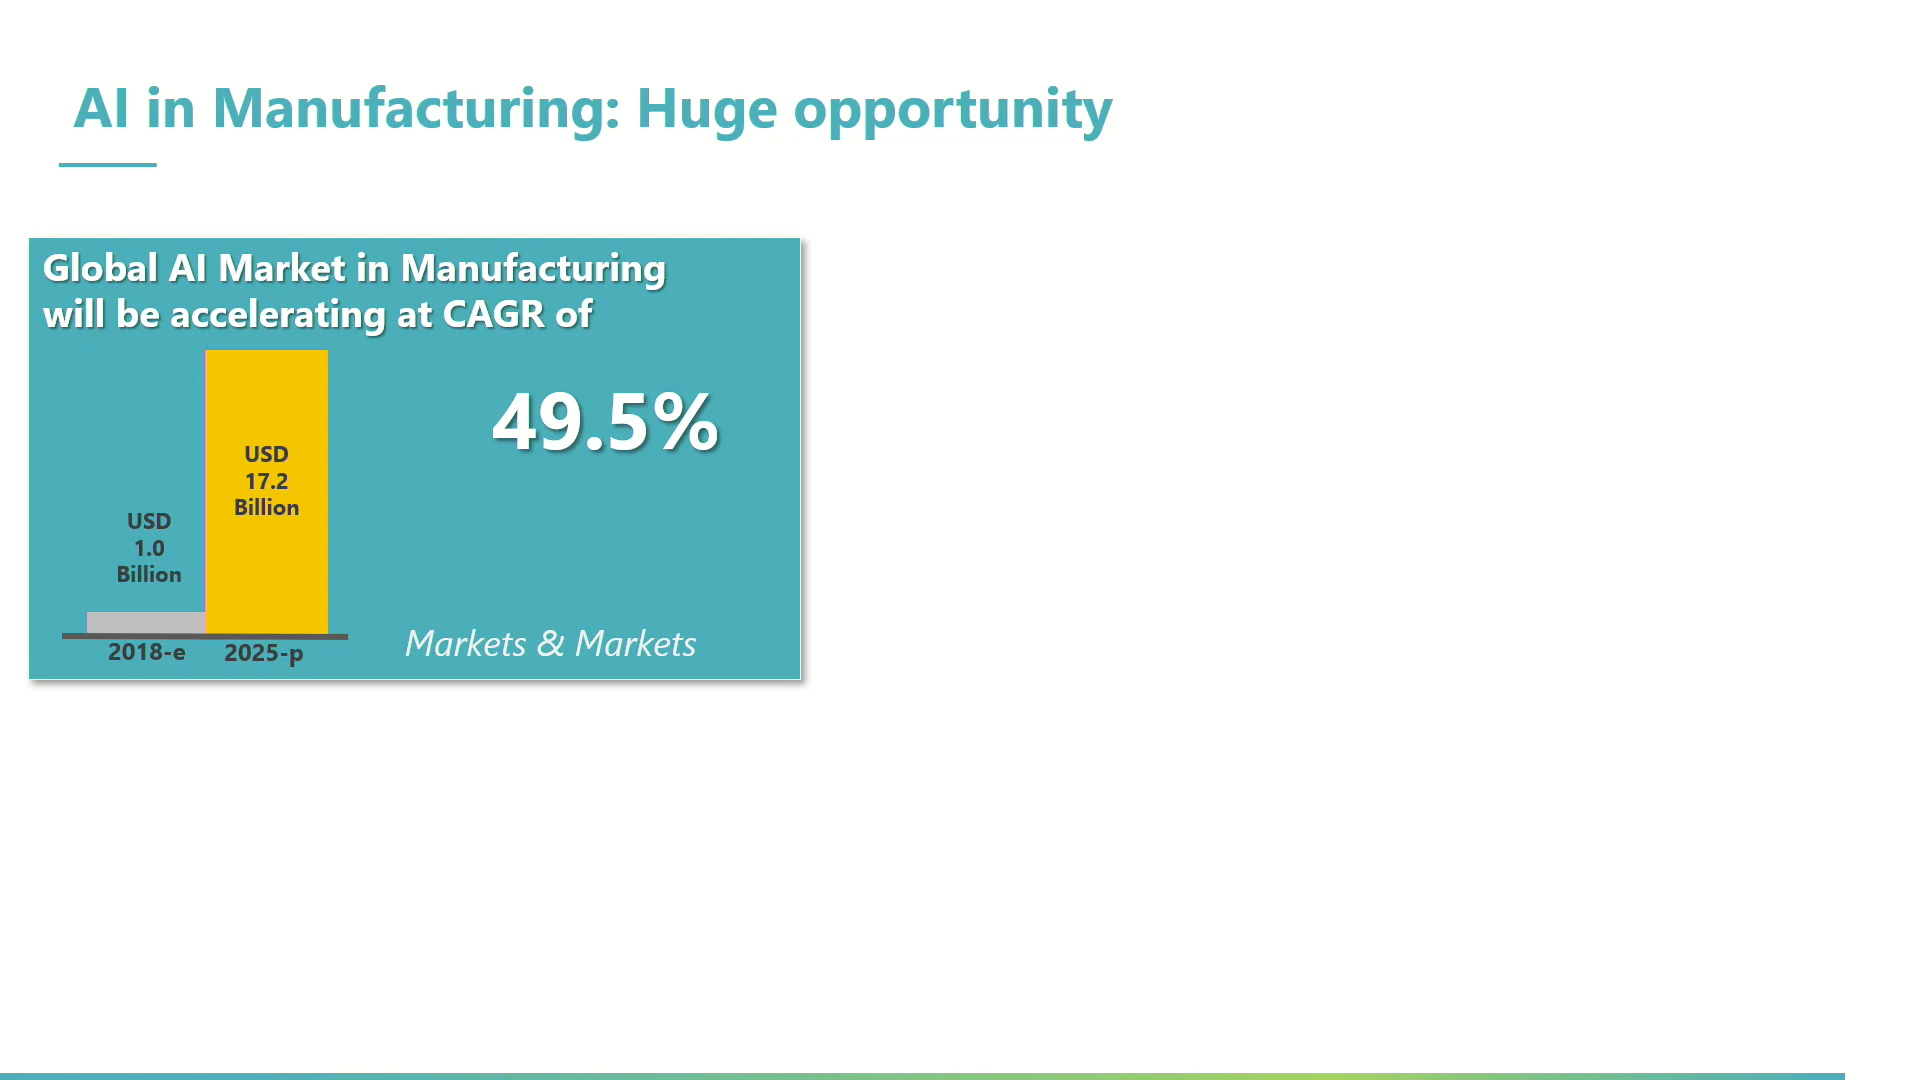 AI in Manufacturing: Huge opportunity
Global AI Market in Manufacturing
will be accelerating at CAGR of
49.5%
USD
17.2
Billion
USD
1.0
Billion
2018-e
2025-p
Markets & Markets